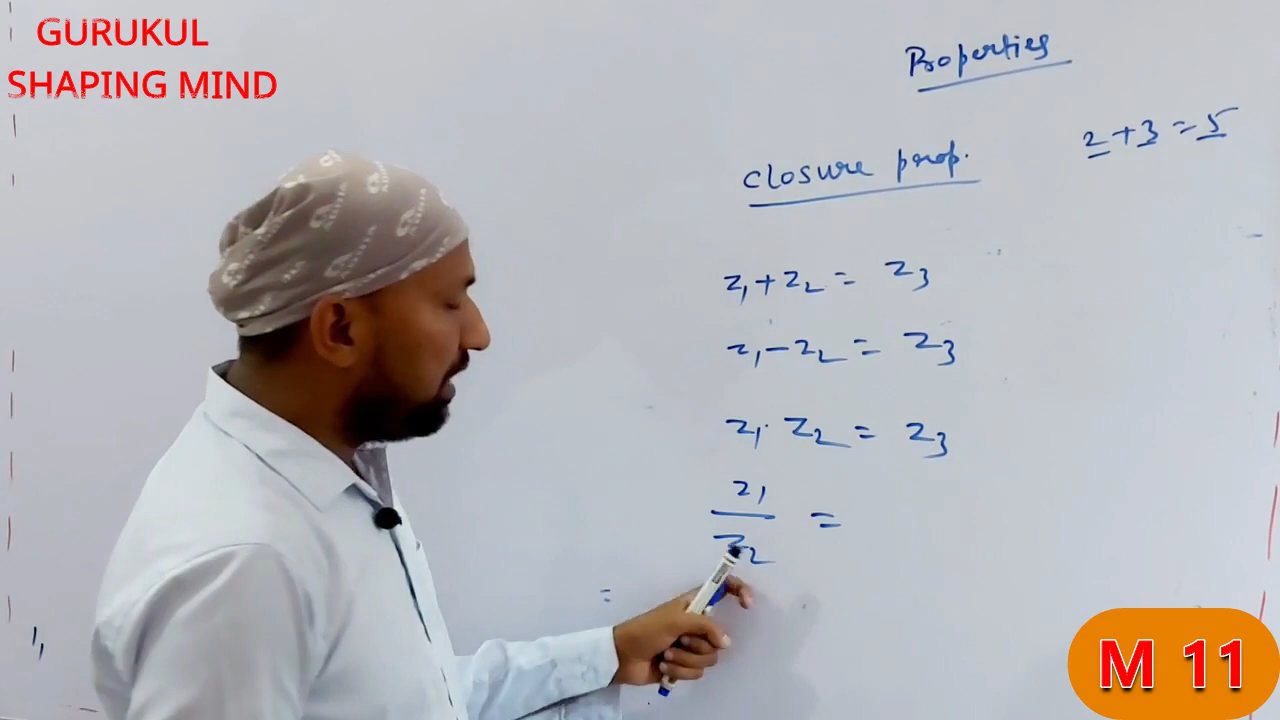 GURUKUL
SHAPING MIND
Properties
2 + 3 = 5
closure prop.
z₁ + z₂ = z₃
z₁ - z₂ = z₃
z₁ . z₂ = z₃
z₁
z₂ =
=
M 11